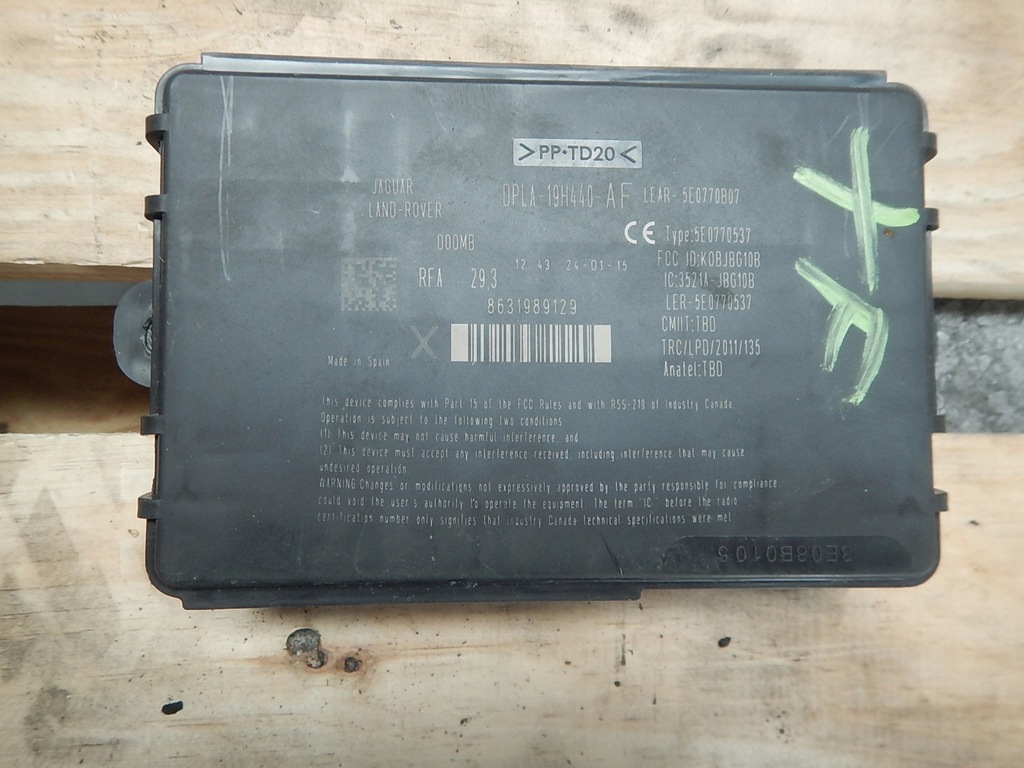 >PP+TD20<
JAGUAR
LAND-ROVER
DPLA-19H440-AF LEAR- 5E0770B07
D00MB
CE Type:5E0770537
FCC ID:KOBJBG10B
IC:3521A-JBG10B
LER-5E0770537
CMIIT:TBD
TRC/LPD/2011/135
Anatel:TBD
12:43 24-01-15
RFA 29,3
8631989129
X
Made in Spain
This device complies with Part 15 of the FCC Rules and with RSS-210 of Industry Canada
Operation is subject to the following two conditions
(1) This device may not cause harmful interference, and
(2) This device must accept any interference received, including interference that may cause
undesired operation
WARNING Changes or modifications not expressively approved by the party responsible for compliance
could void the user s authority to operate the equipment. The term "IC" before the radio
certification number only signifies that Industry Canada technical specifications were met
3E08B0105